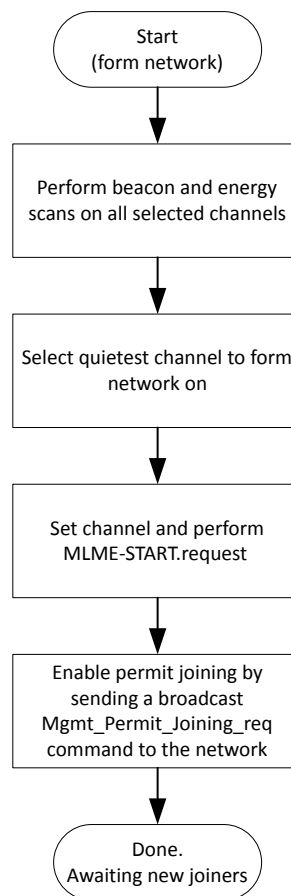 Start
(form network)
Perform beacon and energy
scans on all selected channels
Select quietest channel to form
network on
Set channel and perform
MLME-START.request
Enable permit joining by
sending a broadcast
Mgmt_Permit_Joining_req
command to the network
Done.
Awaiting new joiners